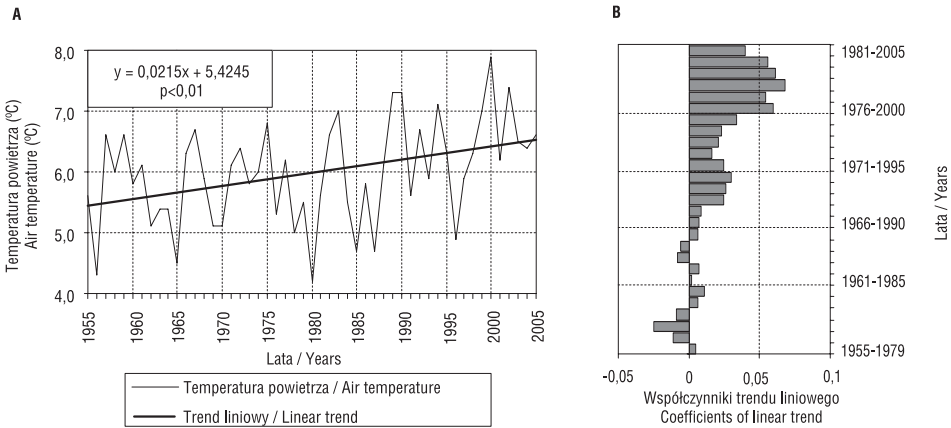 A
Temperatura powietrza (ºC)
Air temperature (ºC)
8,0
7,0
6,0
5,0
4,0
y = 0,0215x + 5,4245
p<0,01
1955
1960
1965
1970
1975
1980
1985
1990
1995
2000
2005
Lata / Years
Temperatura powietrza / Air temperature
Trend liniowy / Linear trend
B
1981-2005
1976-2000
1971-1995
1966-1990
1961-1985
1955-1979
Lata / Years
-0,05
0
0,05
0,1
Współczynniki trendu liniowego
Coefficients of linear trend